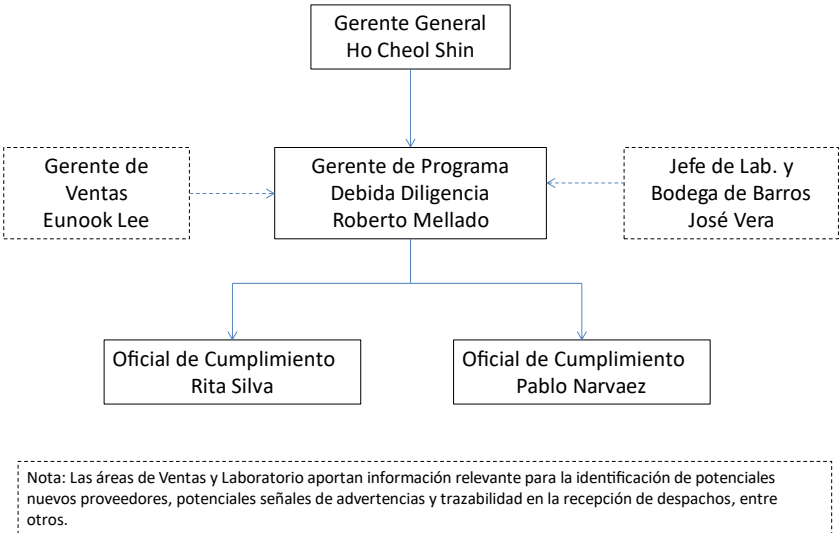 Gerente General
Ho Cheol Shin
Gerente de
Ventas
Eunook Lee
Gerente de Programa
Debida Diligencia
Roberto Mellado
Jefe de Lab. y
Bodega de Barros
José Vera
Oficial de Cumplimiento
Rita Silva
Oficial de Cumplimiento
Pablo Narvaez
Nota: Las áreas de Ventas y Laboratorio aportan información relevante para la identificación de potenciales
nuevos proveedores, potenciales señales de advertencias y trazabilidad en la recepción de despachos, entre
otros.